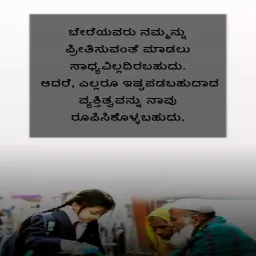 ಬೇರೆಯವರು ನಮ್ಮನ್ನು
ಪ್ರೀತಿಸುವಂತೆ ಮಾಡಲು
ಸಾಧ್ಯವಿಲ್ಲದಿರಬಹುದು.
ಆದರೆ, ಎಲ್ಲರೂ ಇಷ್ಟಪಡಬಹುದಾದ
ವ್ಯಕ್ತಿತ್ವವನ್ನು ನಾವು
ರೂಪಿಸಿಕೊಳ್ಳಬಹುದು.